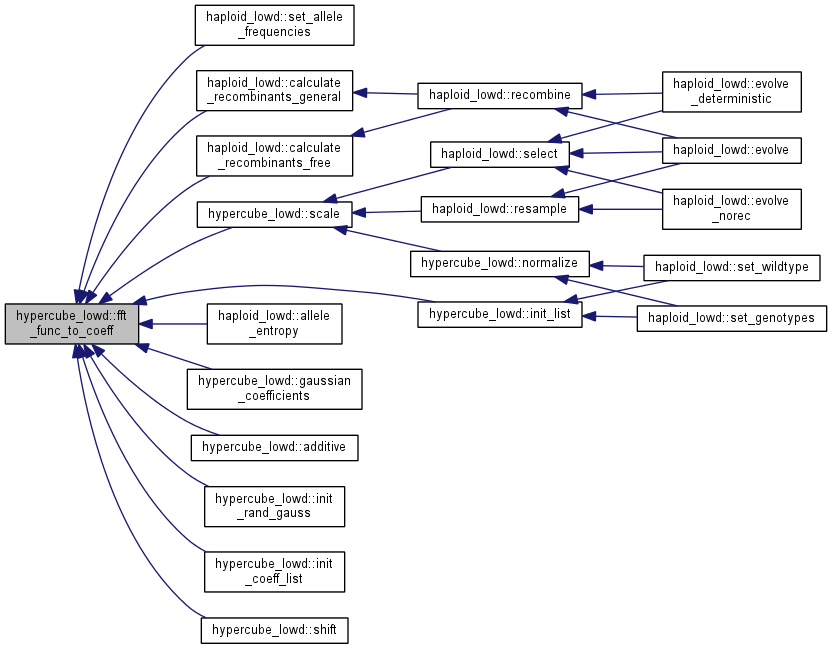 haploid_lowd::set_allele
_frequencies
haploid_lowd::calculate
_recombinants_general
haploid_lowd::recombine
haploid_lowd::evolve
_deterministic
haploid_lowd::calculate
_recombinants_free
haploid_lowd::select
haploid_lowd::evolve
hypercube_lowd::scale
haploid_lowd::resample
haploid_lowd::evolve
_norec
hypercube_lowd::normalize
haploid_lowd::set_wildtype
hypercube_lowd::fft
_func_to_coeff
haploid_lowd::allele
_entropy
hypercube_lowd::init_list
haploid_lowd::set_genotypes
hypercube_lowd::gaussian
_coefficients
hypercube_lowd::additive
hypercube_lowd::init
_rand_gauss
hypercube_lowd::init
_coeff_list
hypercube_lowd::shift